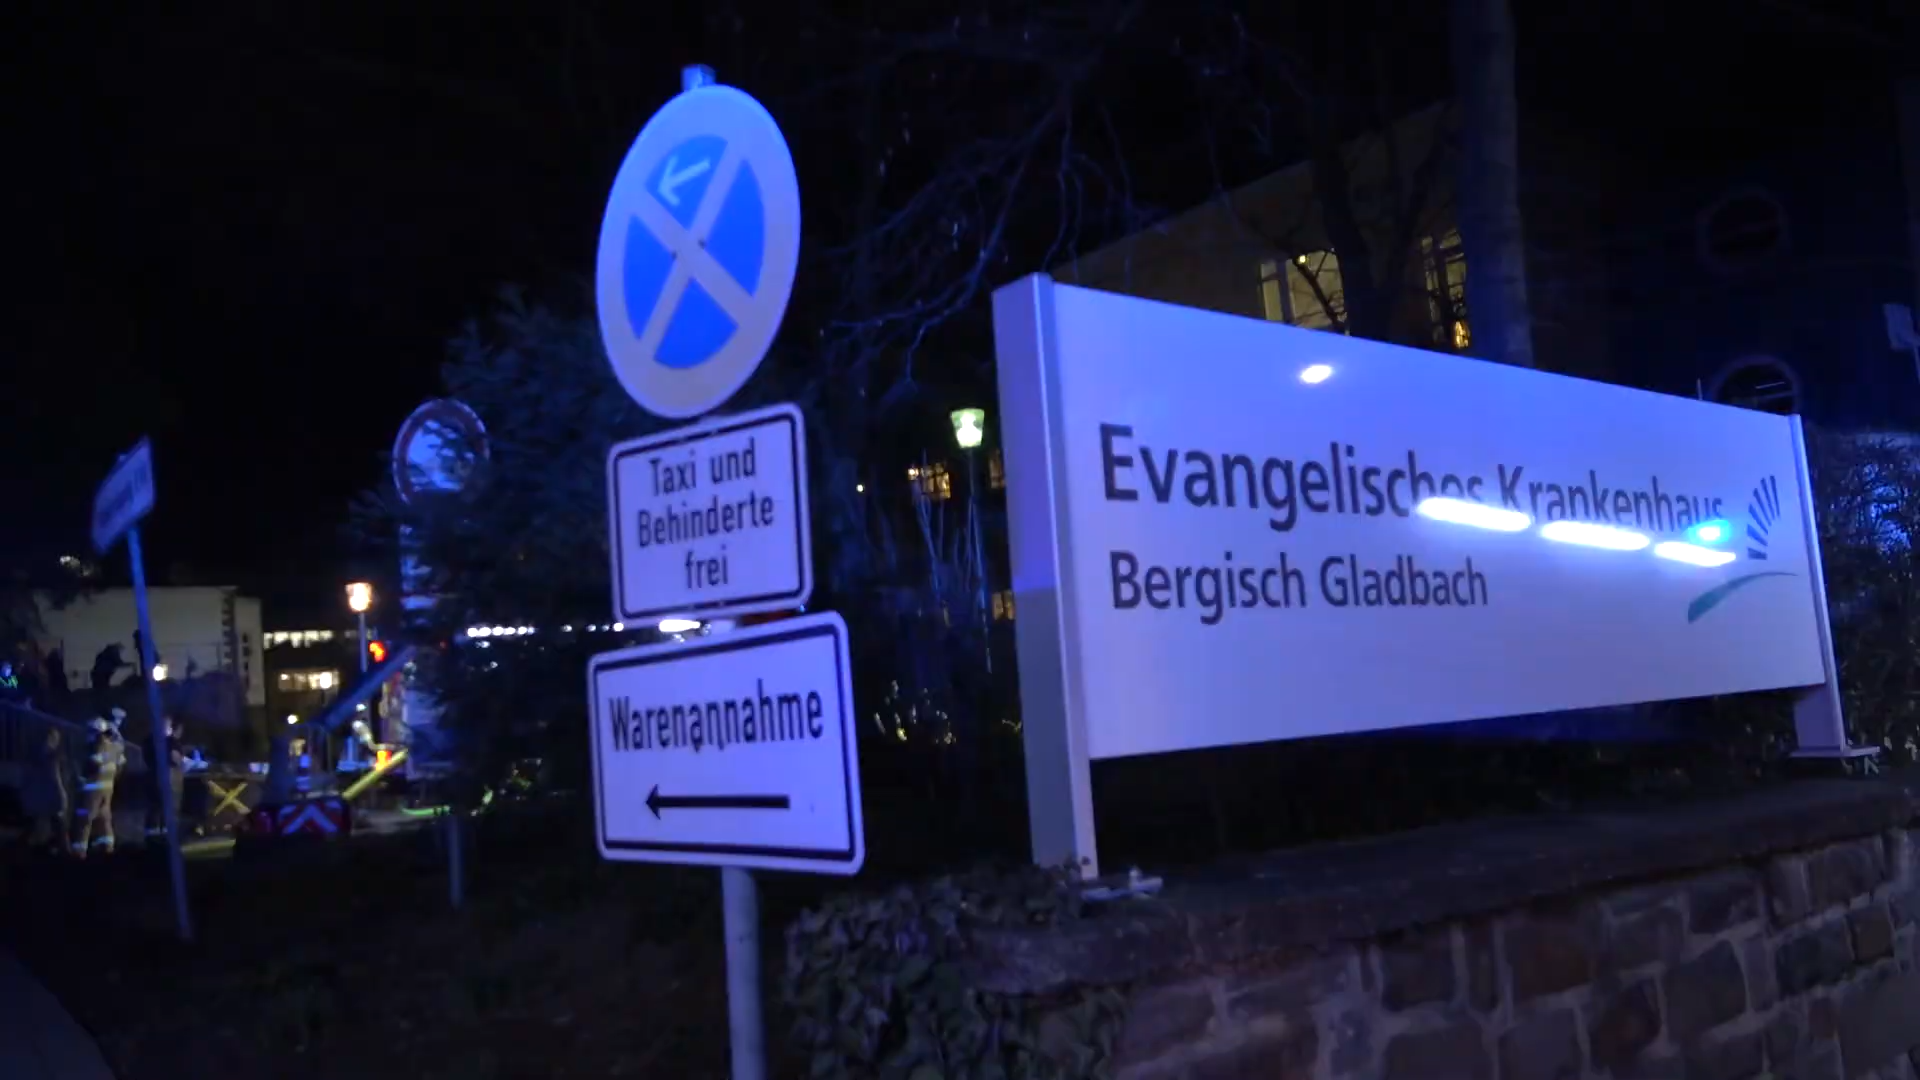 Taxi und
Behinderte
frei
Warenannahme
Evangelisches Krankenhaus
Bergisch Gladbach